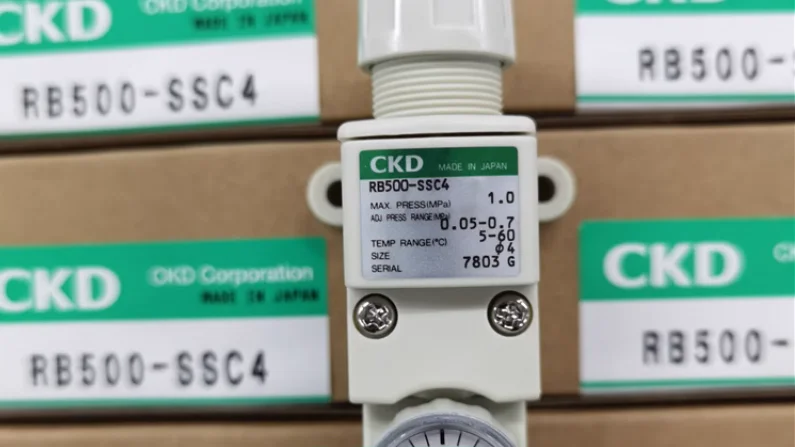 CKD CKD Corporation
MADE IN JAPAN
RB500-SSC4
RB500-
CKD MADE IN JAPAN
RB500-SSC4
MAX. PRESS(MPa) 1.0
ADJ PRESS RANGE(MPa) 0.05-0.7
TEMP RANGE(°C) 5-60
SIZE φ4
SERIAL 7803 G
CKD CKD Corporation
MADE IN JAPAN
RB500-SSC4
CKD
RB500-